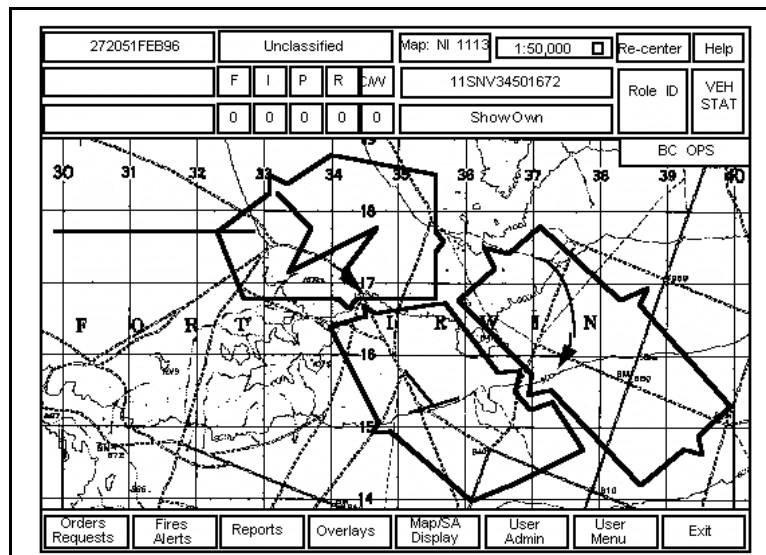 272051FEB96 Unclassified Map: NI 1113 1:50,000 Re-center Help
F I P R C/W 11SNV34501672 Role ID VEH STAT
0 0 0 0 0 ShowOwn
BC OPS
30 31 32 33 34 35 36 37 38 39 40
18
17
F O R T I R W I N
16
15
14
Orders Requests Fires Alerts Reports Overlays Map/SA Display User Admin User Menu Exit